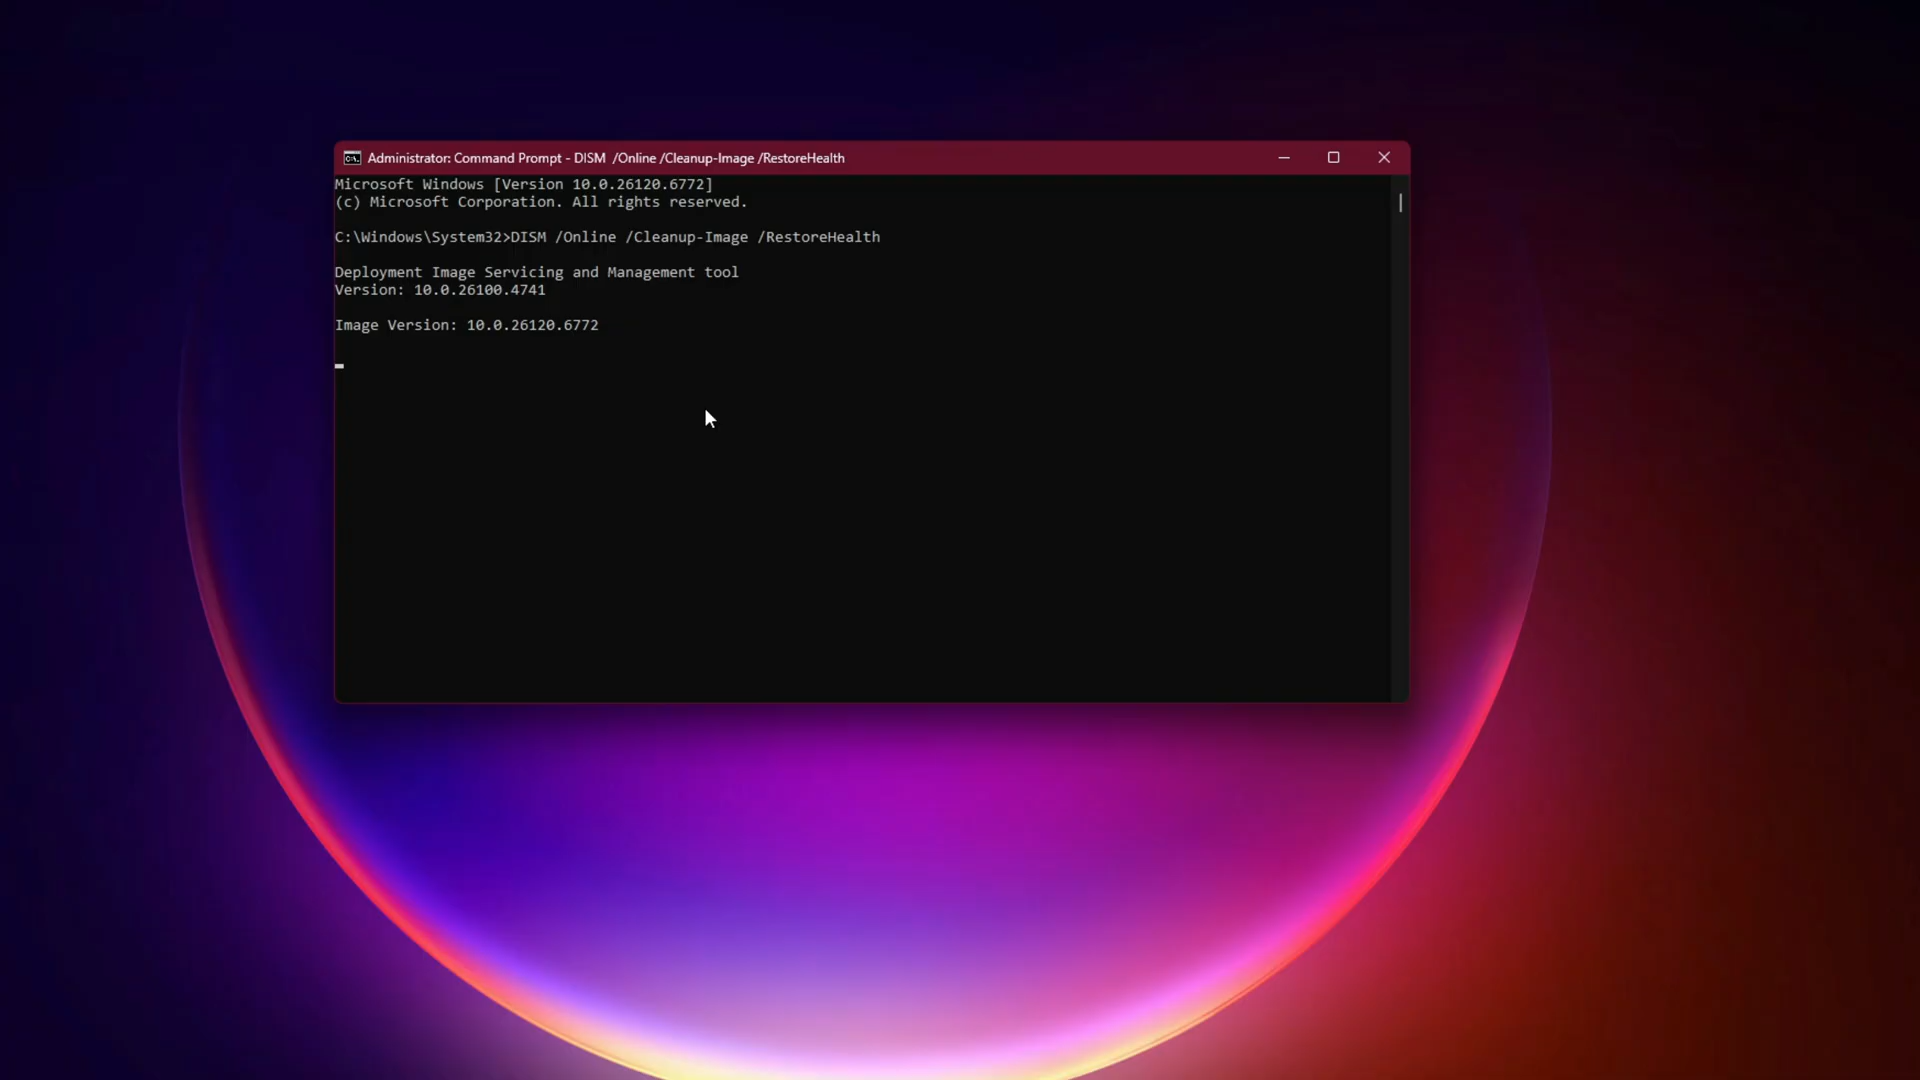 Administrator: Command Prompt - DISM  /Online /Cleanup-Image /RestoreHealth
Microsoft Windows [Version 10.0.26120.6772]
(c) Microsoft Corporation. All rights reserved.
C:\Windows\System32>DISM /Online /Cleanup-Image /RestoreHealth
Deployment Image Servicing and Management tool
Version: 10.0.26100.4741
Image Version: 10.0.26120.6772